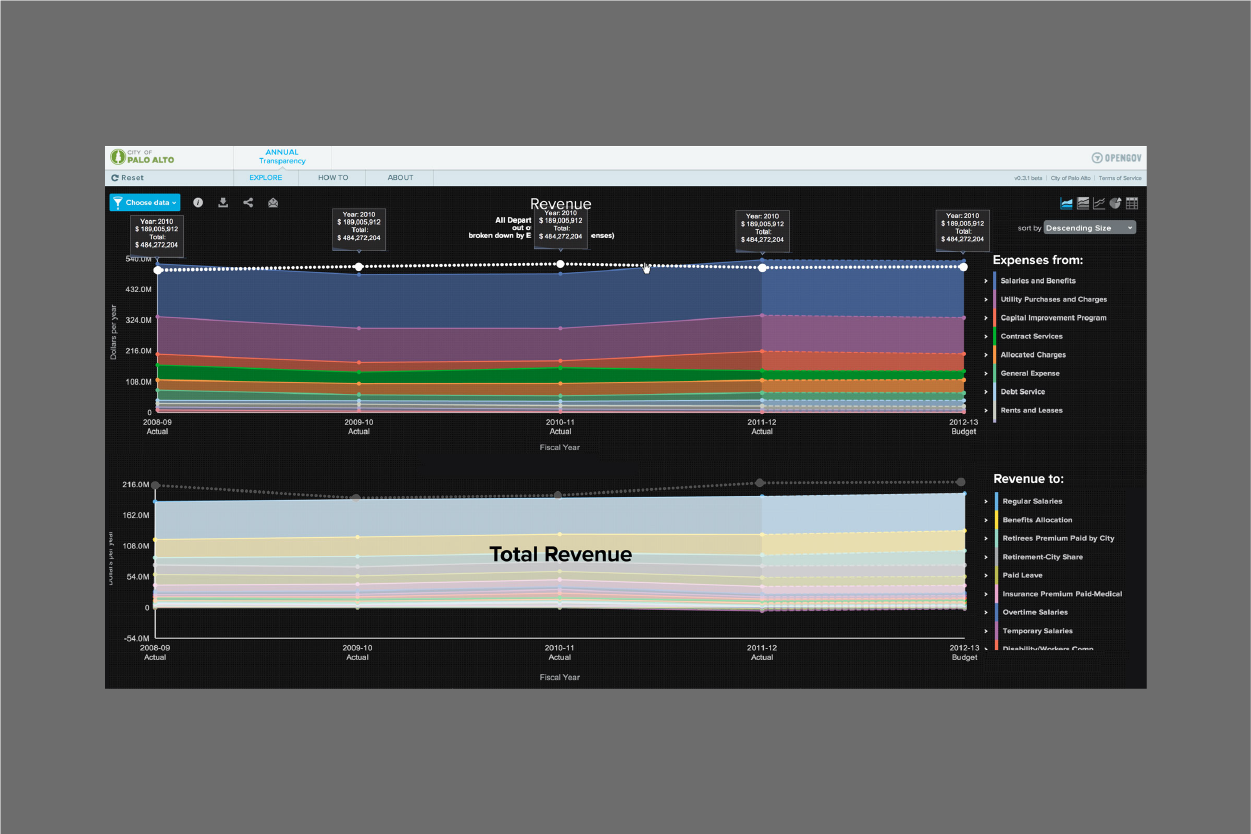 CITY OF
PALO ALTO
ANNUAL
Transparency
OPENGOV
Reset
EXPLORE
HOW TO
ABOUT
v0.3.1 beta | City of Palo Alto | Terms of Service
Choose data
Revenue
All Depart
out o
broken down by E
enses)
Year: 2010
$ 189,005,912
Total:
$ 484,272,204
Year: 2010
$ 189,005,912
Total:
$ 484,272,204
Year: 2010
$ 189,005,912
Total:
$ 484,272,204
Year: 2010
$ 189,005,912
Total:
$ 484,272,204
Year: 2010
$ 189,005,912
Total:
$ 484,272,204
sort by Descending Size
Dollars per year
540.0M
432.0M
324.0M
216.0M
108.0M
0
2008-09
Actual
2009-10
Actual
2010-11
Actual
2011-12
Actual
2012-13
Budget
Fiscal Year
Expenses from:
Salaries and Benefits
Utility Purchases and Charges
Capital Improvement Program
Contract Services
Allocated Charges
General Expense
Debt Service
Rents and Leases
Dollars per year
216.0M
162.0M
108.0M
54.0M
0
-54.0M
Total Revenue
2008-09
Actual
2009-10
Actual
2010-11
Actual
2011-12
Actual
2012-13
Budget
Fiscal Year
Revenue to:
Regular Salaries
Benefits Allocation
Retirees Premium Paid by City
Retirement-City Share
Paid Leave
Insurance Premium Paid-Medical
Overtime Salaries
Temporary Salaries
Disability/Workers Comp